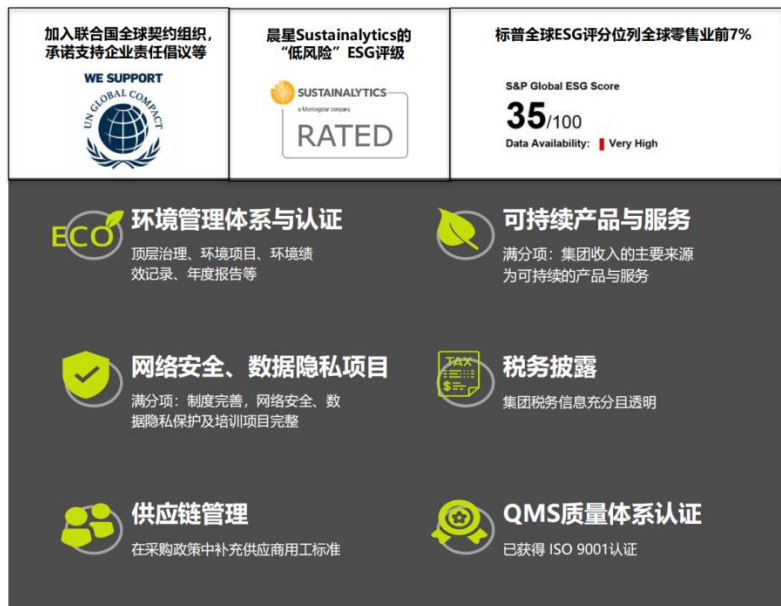 加入联合国全球契约组织，
承诺支持企业责任倡议等
WE SUPPORT
UN GLOBAL COMPACT
晨星Sustainalytics的
“低风险”ESG评级
SUSTAINALYTICS
a Morningstar company
RATED
标普全球ESG评分位列全球零售业前7%
S&P Global ESG Score
35/100
Data Availability: Very High
ECO
环境管理体系与认证
顶层治理、环境项目、环境绩
效记录、年度报告等
可持续产品与服务
满分项：集团收入的主要来源
为可持续的产品与服务
网络安全、数据隐私项目
满分项：制度完善，网络安全、数
据隐私保护及培训项目完整
TAX
$
税务披露
集团税务信息充分且透明
供应链管理
在采购政策中补充供应商用工标准
QMS质量体系认证
已获得 ISO 9001认证